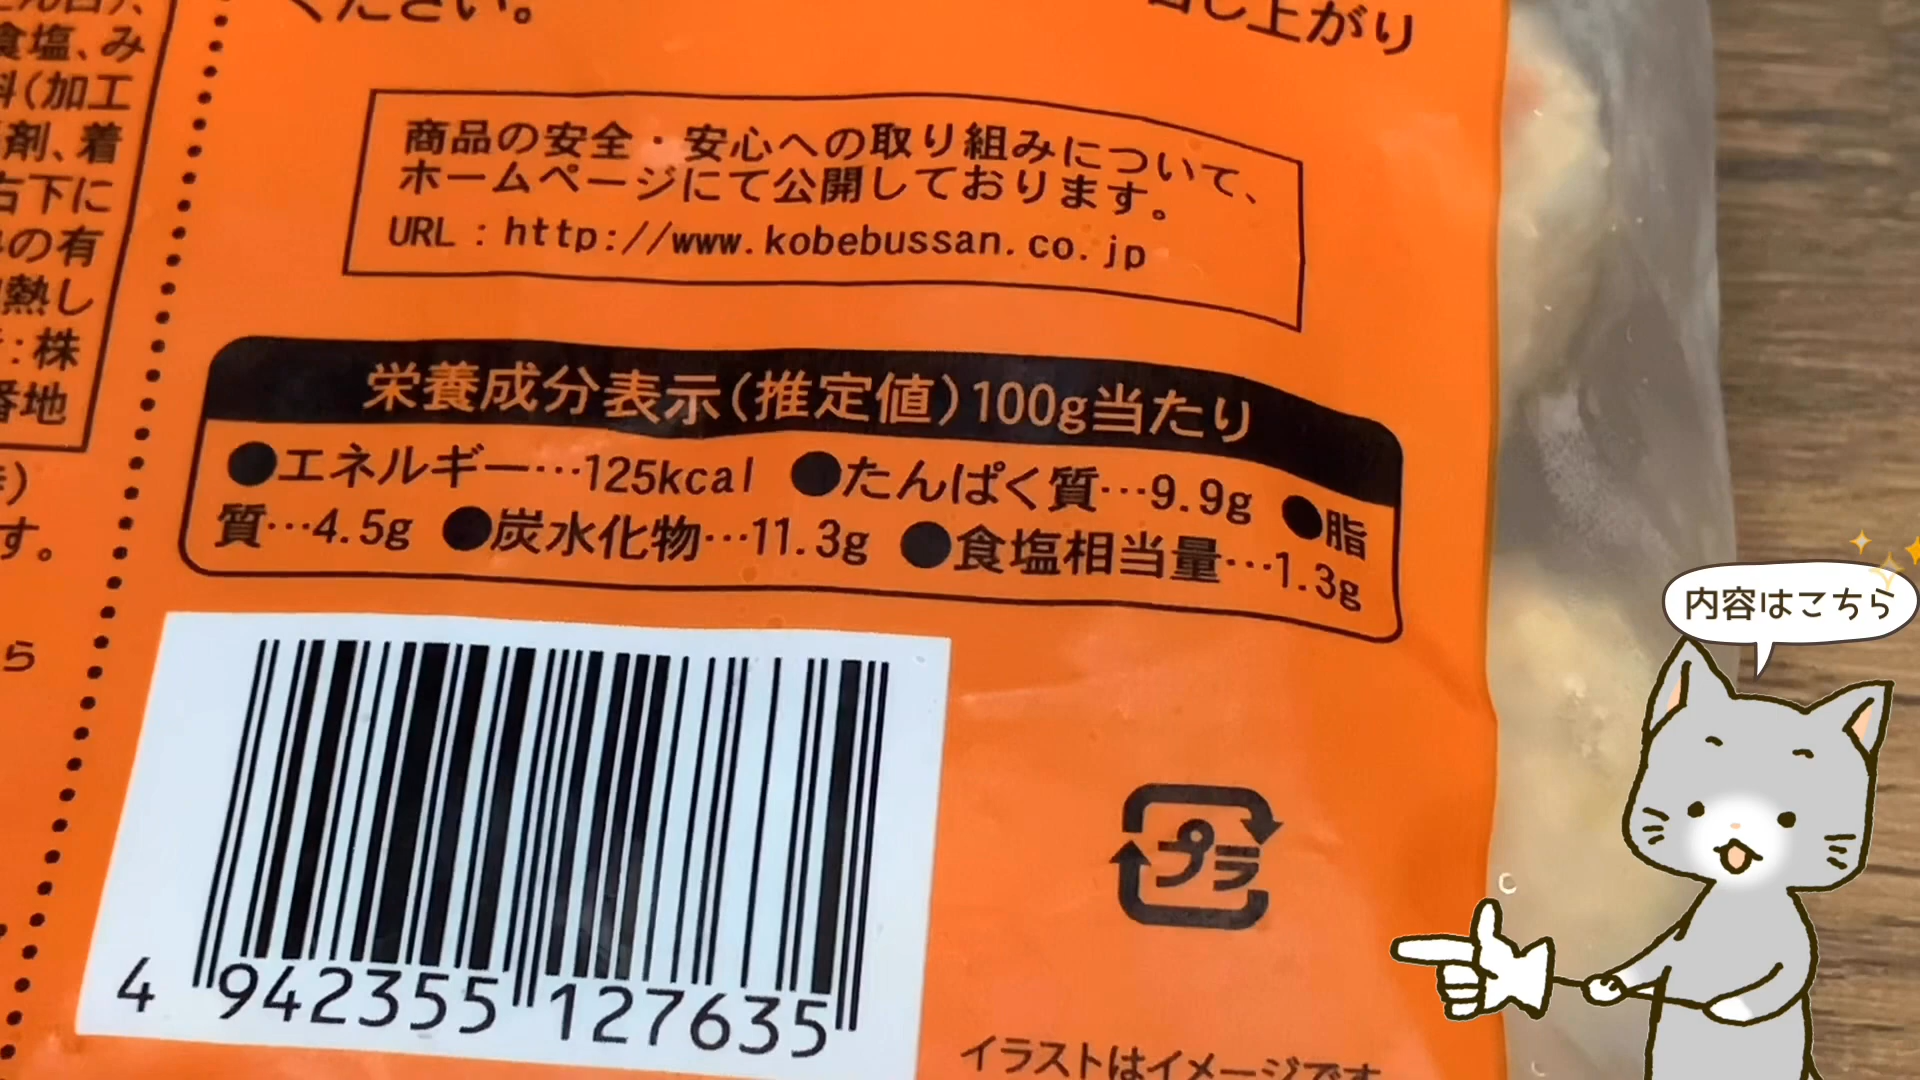 ください。
上がり
食塩、み
料(加工
剤、着
右下に
の有
熱し
:株
番地
す。
ら
商品の安全・安心への取り組みについて、
ホームページにて公開しております。
URL:http://www.kobebussan.co.jp
栄養成分表示(推定値)100g当たり
●エネルギー…125kcal ●たんぱく質…9.9g ●脂
質…4.5g ●炭水化物…11.3g ●食塩相当量…1.3g
内容はこちら
プラ
4 942355 127635
イラストはイメージです